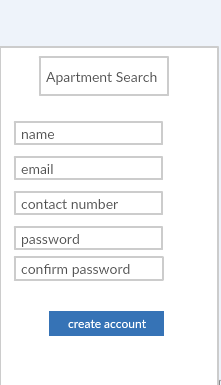 Apartment Search
name
email
contact number
password
confirm password
create account